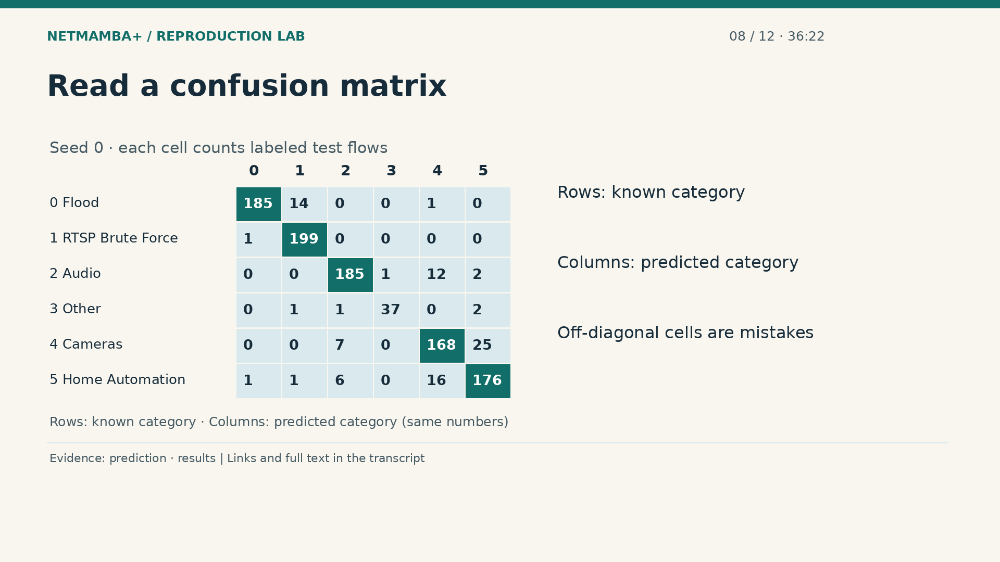 NETMAMBA+ / REPRODUCTION LAB
08 / 12 · 36:22
Read a confusion matrix
Seed 0 · each cell counts labeled test flows
0 1 2 3 4 5
0 Flood 185 14 0 0 1 0
1 RTSP Brute Force 1 199 0 0 0 0
2 Audio 0 0 185 1 12 2
3 Other 0 1 1 37 0 2
4 Cameras 0 0 7 0 168 25
5 Home Automation 1 1 6 0 16 176
Rows: known category · Columns: predicted category (same numbers)
Rows: known category
Columns: predicted category
Off-diagonal cells are mistakes
Evidence: prediction · results | Links and full text in the transcript